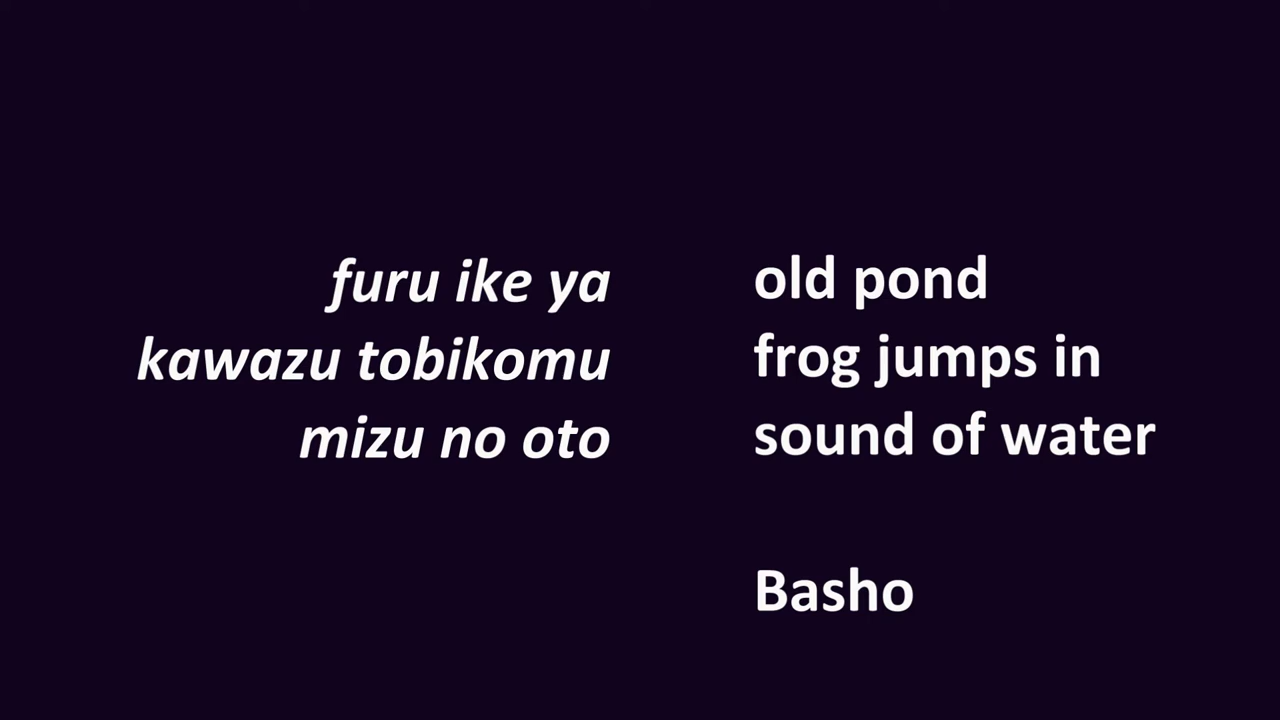 furu ike ya
kawazu tobikomu
mizu no oto
old pond
frog jumps in
sound of water
Basho